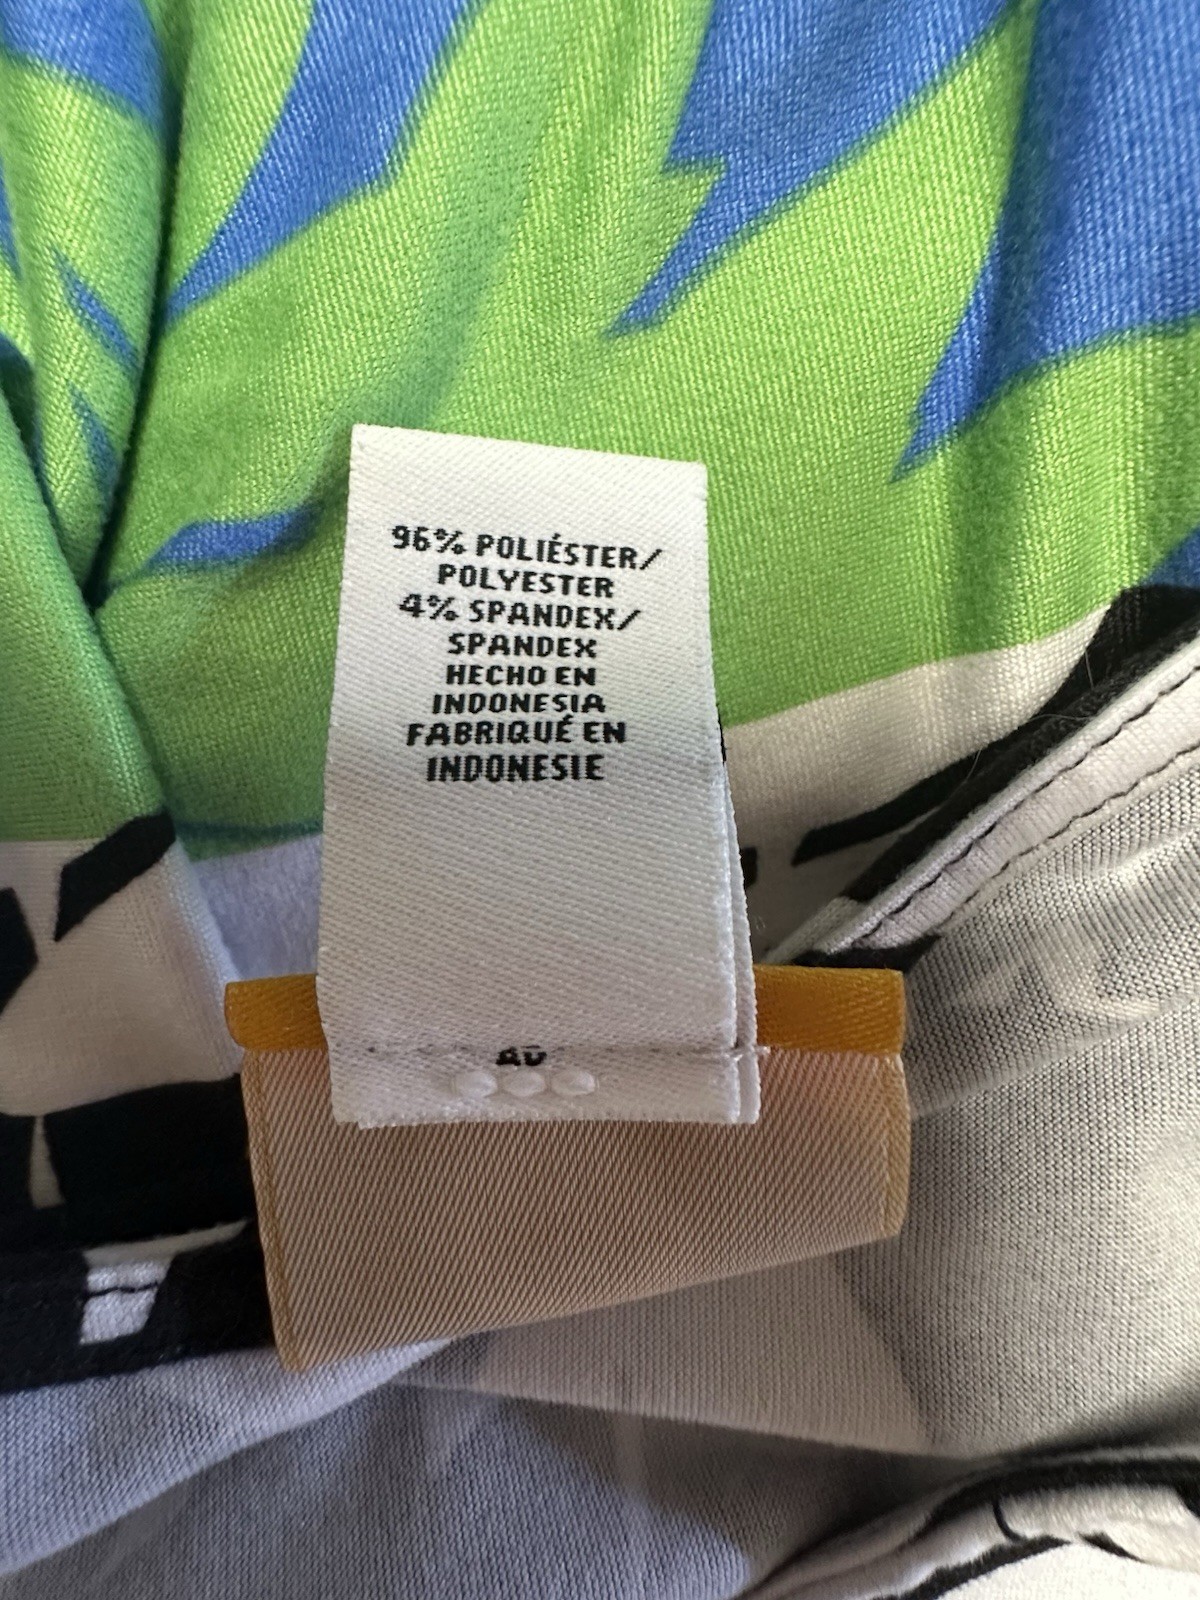 96% POLIÉSTER/
POLYESTER
4% SPANDEX/
SPANDEX
HECHO EN
INDONESIA
FABRIQUÉ EN
INDONESIE